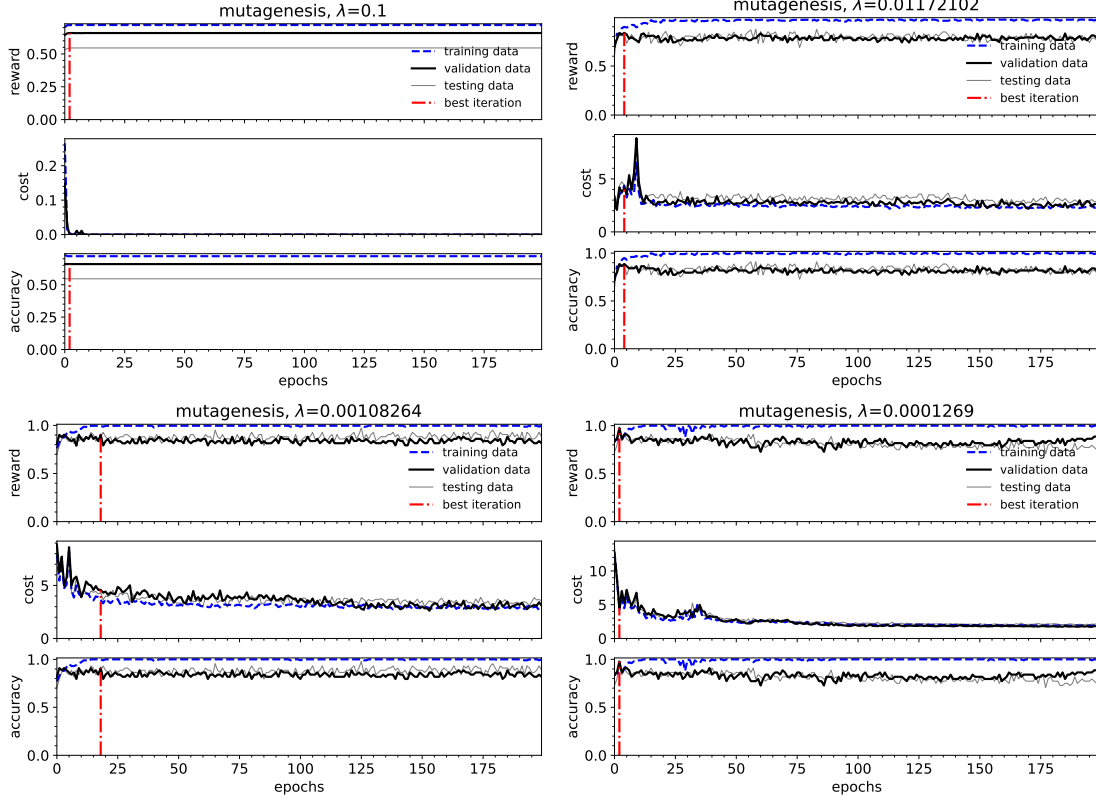 mutagenesis, λ=0.1
reward
0.50
0.25
0.00
training data
validation data
testing data
best iteration
cost
0.2
0.1
0.0
accuracy
0.50
0.25
0.00
0 25 50 75 100 125 150 175
epochs
mutagenesis, λ=0.01172102
reward
0.5
0.0
training data
validation data
testing data
best iteration
cost
5
0
accuracy
1.0
0.5
0.0
0 25 50 75 100 125 150 175
epochs
mutagenesis, λ=0.00108264
reward
1.0
0.5
0.0
training data
validation data
testing data
best iteration
cost
5
0
accuracy
1.0
0.5
0.0
0 25 50 75 100 125 150 175
epochs
mutagenesis, λ=0.0001269
reward
1.0
0.5
0.0
training data
validation data
testing data
best iteration
cost
10
5
0
accuracy
1.0
0.5
0.0
0 25 50 75 100 125 150 175
epochs